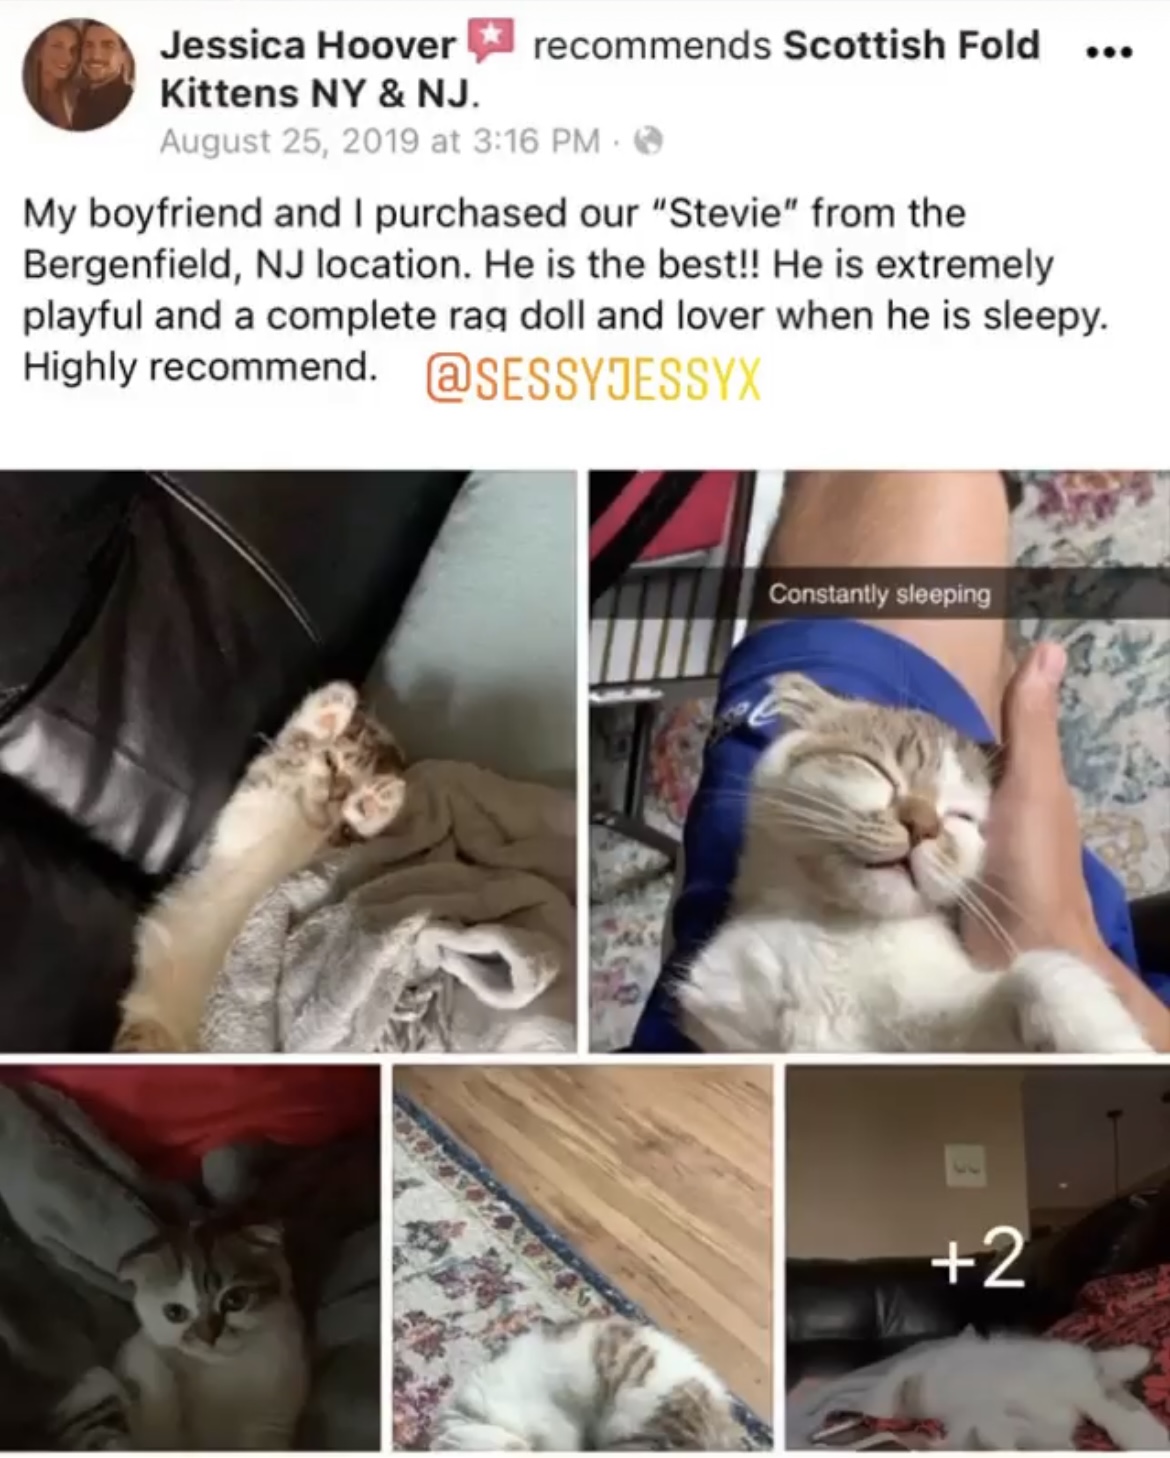 Jessica Hoover recommends Scottish Fold
Kittens NY & NJ.
August 25, 2019 at 3:16 PM ·
My boyfriend and I purchased our “Stevie” from the
Bergenfield, NJ location. He is the best!! He is extremely
playful and a complete rag doll and lover when he is sleepy.
Highly recommend. @SESSYJESSYX
Constantly sleeping
+2